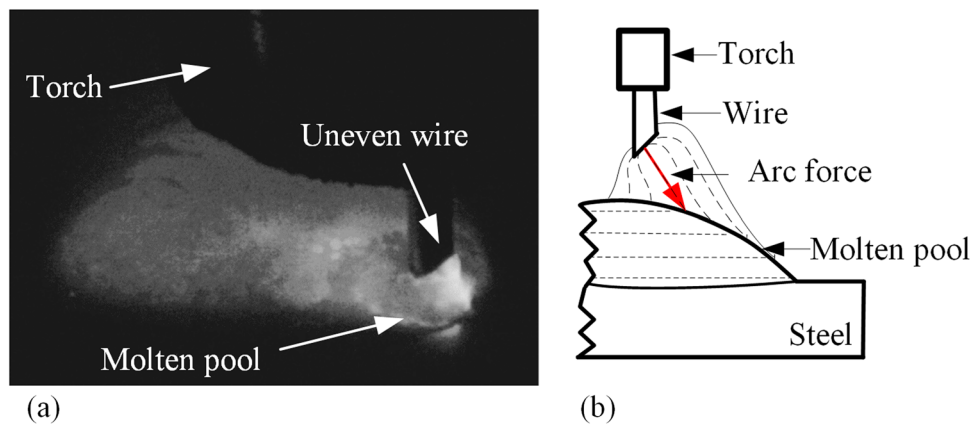 Torch
Uneven wire
Molten pool
(a)
Torch
Wire
Arc force
Molten pool
Steel
(b)